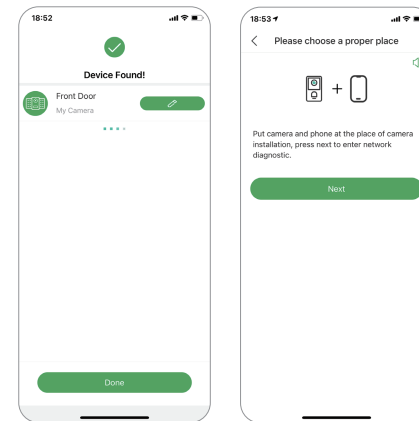 18:52
Device Found!
Front Door
My Camera
Done
18:53
Please choose a proper place
+
Put camera and phone at the place of camera
installation, press next to enter network
diagnostic.
Next